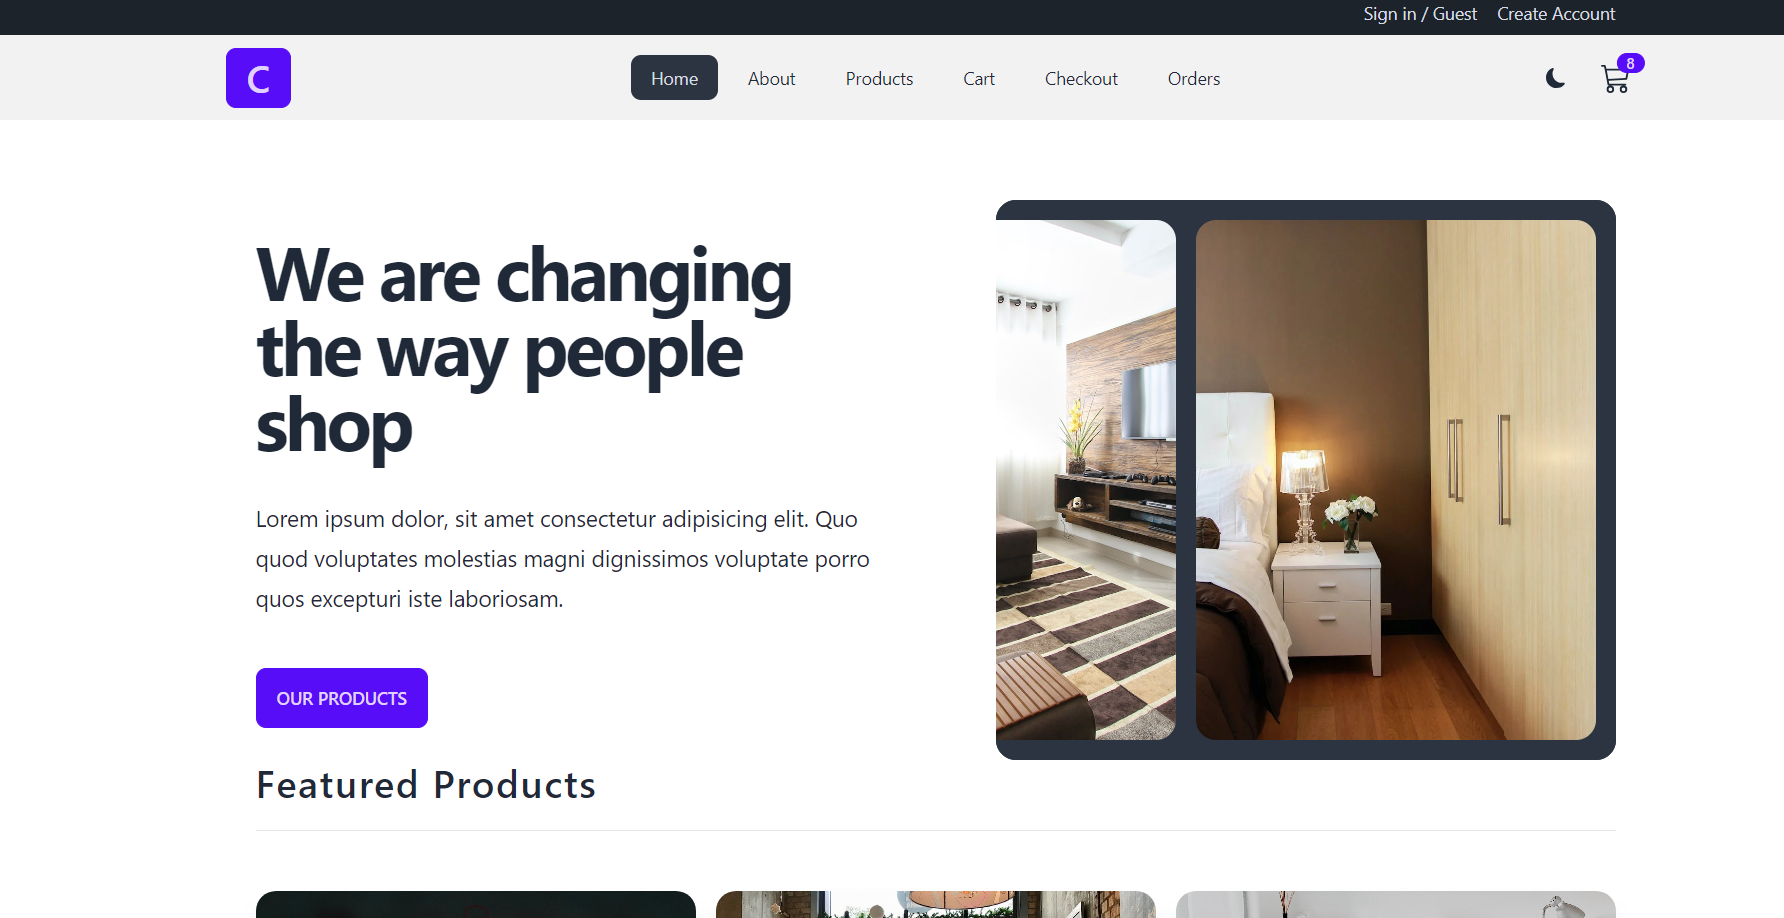 Sign in / Guest Create Account
C
Home About Products Cart Checkout Orders
8
We are changing
the way people
shop
Lorem ipsum dolor, sit amet consectetur adipisicing elit. Quo
quod voluptates molestias magni dignissimos voluptate porro
quos excepturi iste laboriosam.
OUR PRODUCTS
Featured Products